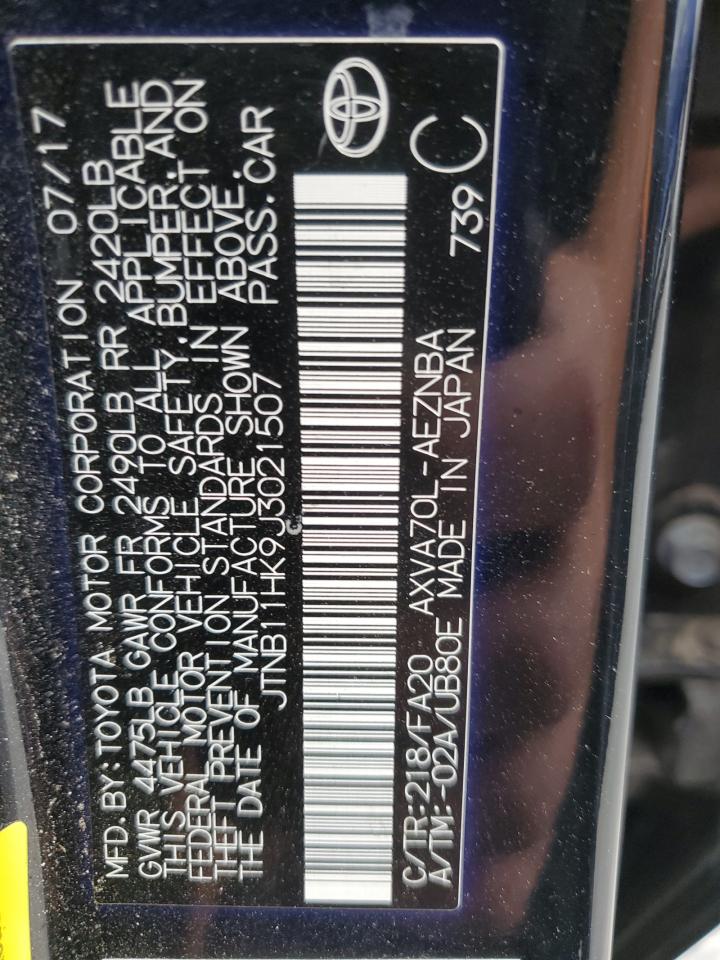 MFD. BY: TOYOTA MOTOR CORPORATION 07/17
GVWR 4475LB GAWR FR 2490LB RR 2420LB
THIS VEHICLE CONFORMS TO ALL APPLICABLE
FEDERAL MOTOR VEHICLE SAFETY, BUMPER, AND
THEFT PREVENTION STANDARDS IN EFFECT ON
THE DATE OF MANUFACTURE SHOWN ABOVE.
JTNB11HK9J3021507 PASS. CAR
C/TR:218/FA20 AXVA70L-AEZNBA 739
A/TM:-02A/UB80E MADE IN JAPAN C